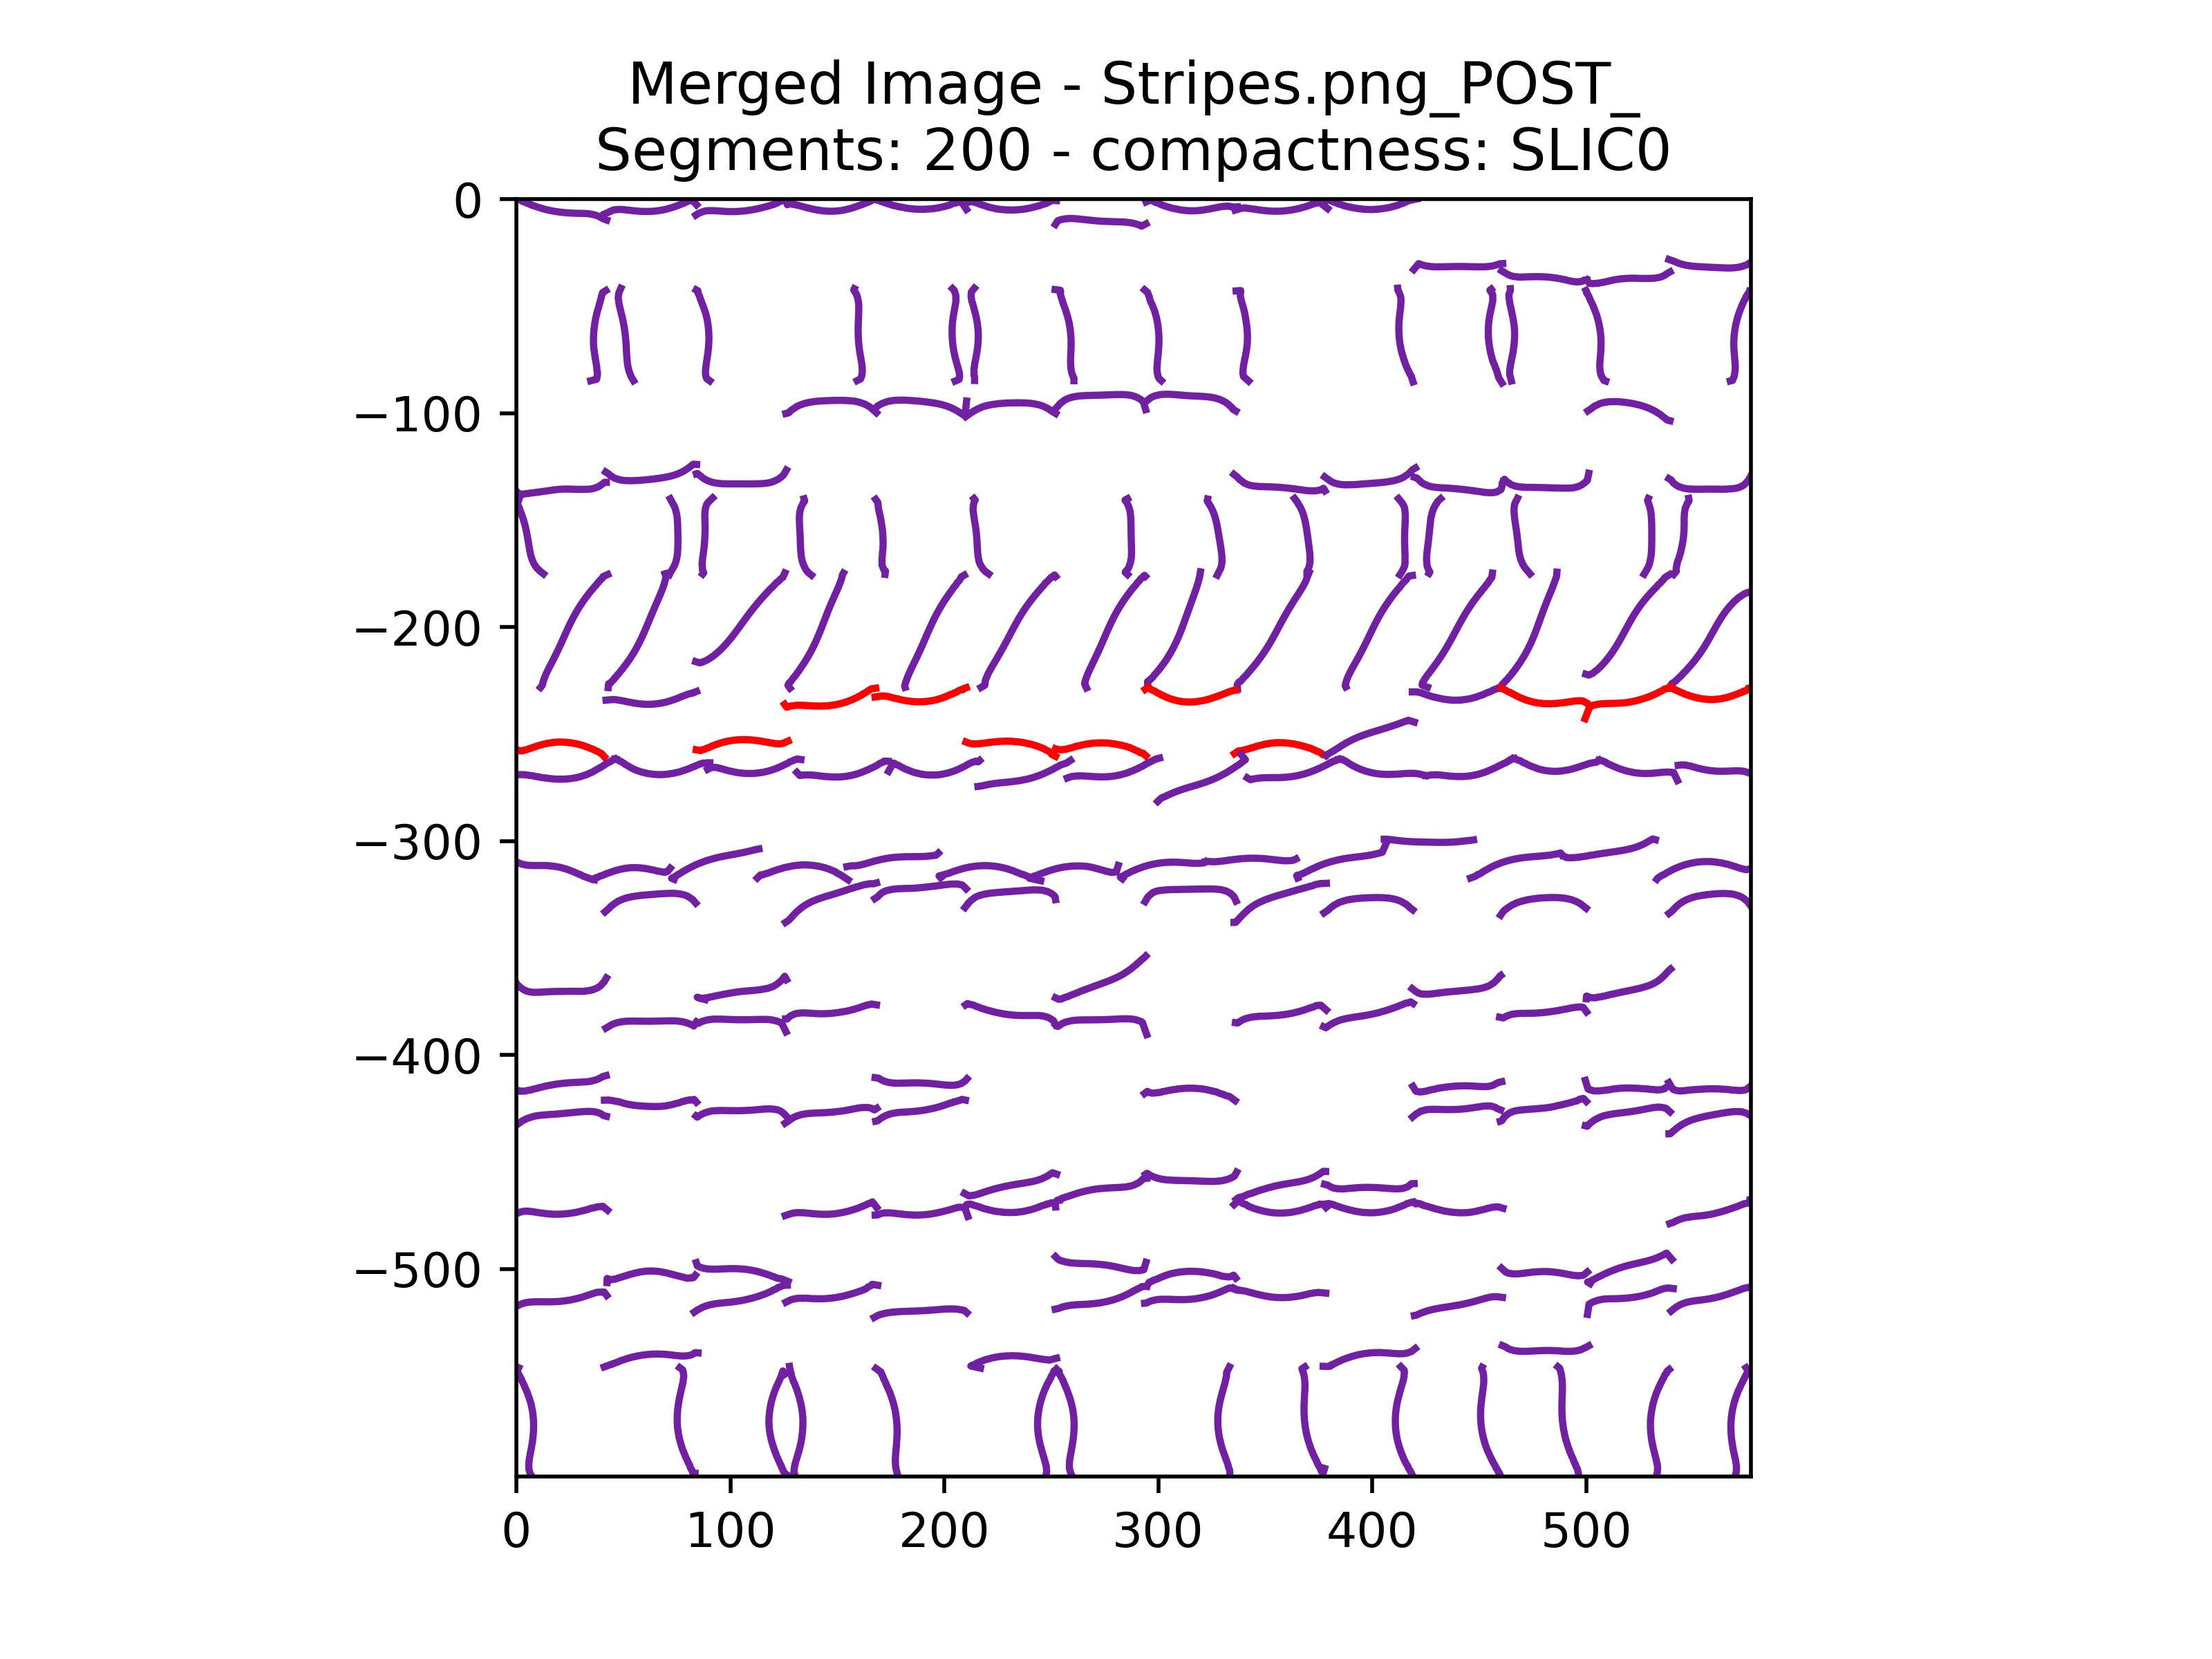 Merged Image - Stripes.png_POST_
Segments: 200 - compactness: SLIC0
0
−100
−200
−300
−400
−500
0 100 200 300 400 500